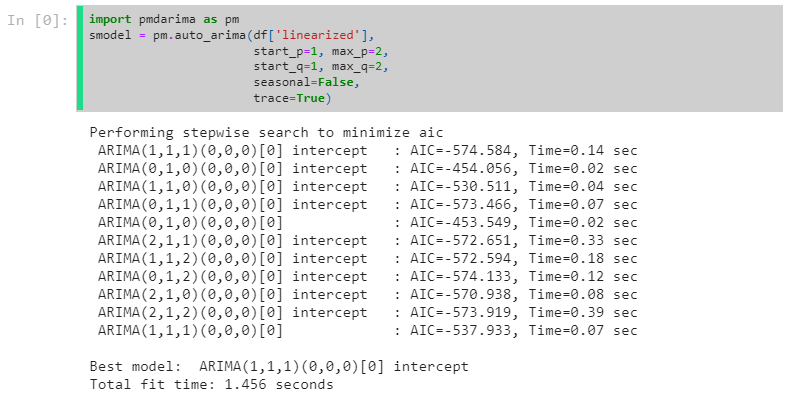 In [0]: import pmdarima as pm
smodel = pm.auto_arima(df['linearized'],
start_p=1, max_p=2,
start_q=1, max_q=2,
seasonal=False,
trace=True)
Performing stepwise search to minimize aic
ARIMA(1,1,1)(0,0,0)[0] intercept   : AIC=-574.584, Time=0.14 sec
ARIMA(0,1,0)(0,0,0)[0] intercept   : AIC=-454.056, Time=0.02 sec
ARIMA(1,1,0)(0,0,0)[0] intercept   : AIC=-530.511, Time=0.04 sec
ARIMA(0,1,1)(0,0,0)[0] intercept   : AIC=-573.466, Time=0.07 sec
ARIMA(0,1,0)(0,0,0)[0]             : AIC=-453.549, Time=0.02 sec
ARIMA(2,1,1)(0,0,0)[0] intercept   : AIC=-572.651, Time=0.33 sec
ARIMA(1,1,2)(0,0,0)[0] intercept   : AIC=-572.594, Time=0.18 sec
ARIMA(0,1,2)(0,0,0)[0] intercept   : AIC=-574.133, Time=0.12 sec
ARIMA(2,1,0)(0,0,0)[0] intercept   : AIC=-570.938, Time=0.08 sec
ARIMA(2,1,2)(0,0,0)[0] intercept   : AIC=-573.919, Time=0.39 sec
ARIMA(1,1,1)(0,0,0)[0]             : AIC=-537.933, Time=0.07 sec
Best model:  ARIMA(1,1,1)(0,0,0)[0] intercept
Total fit time: 1.456 seconds